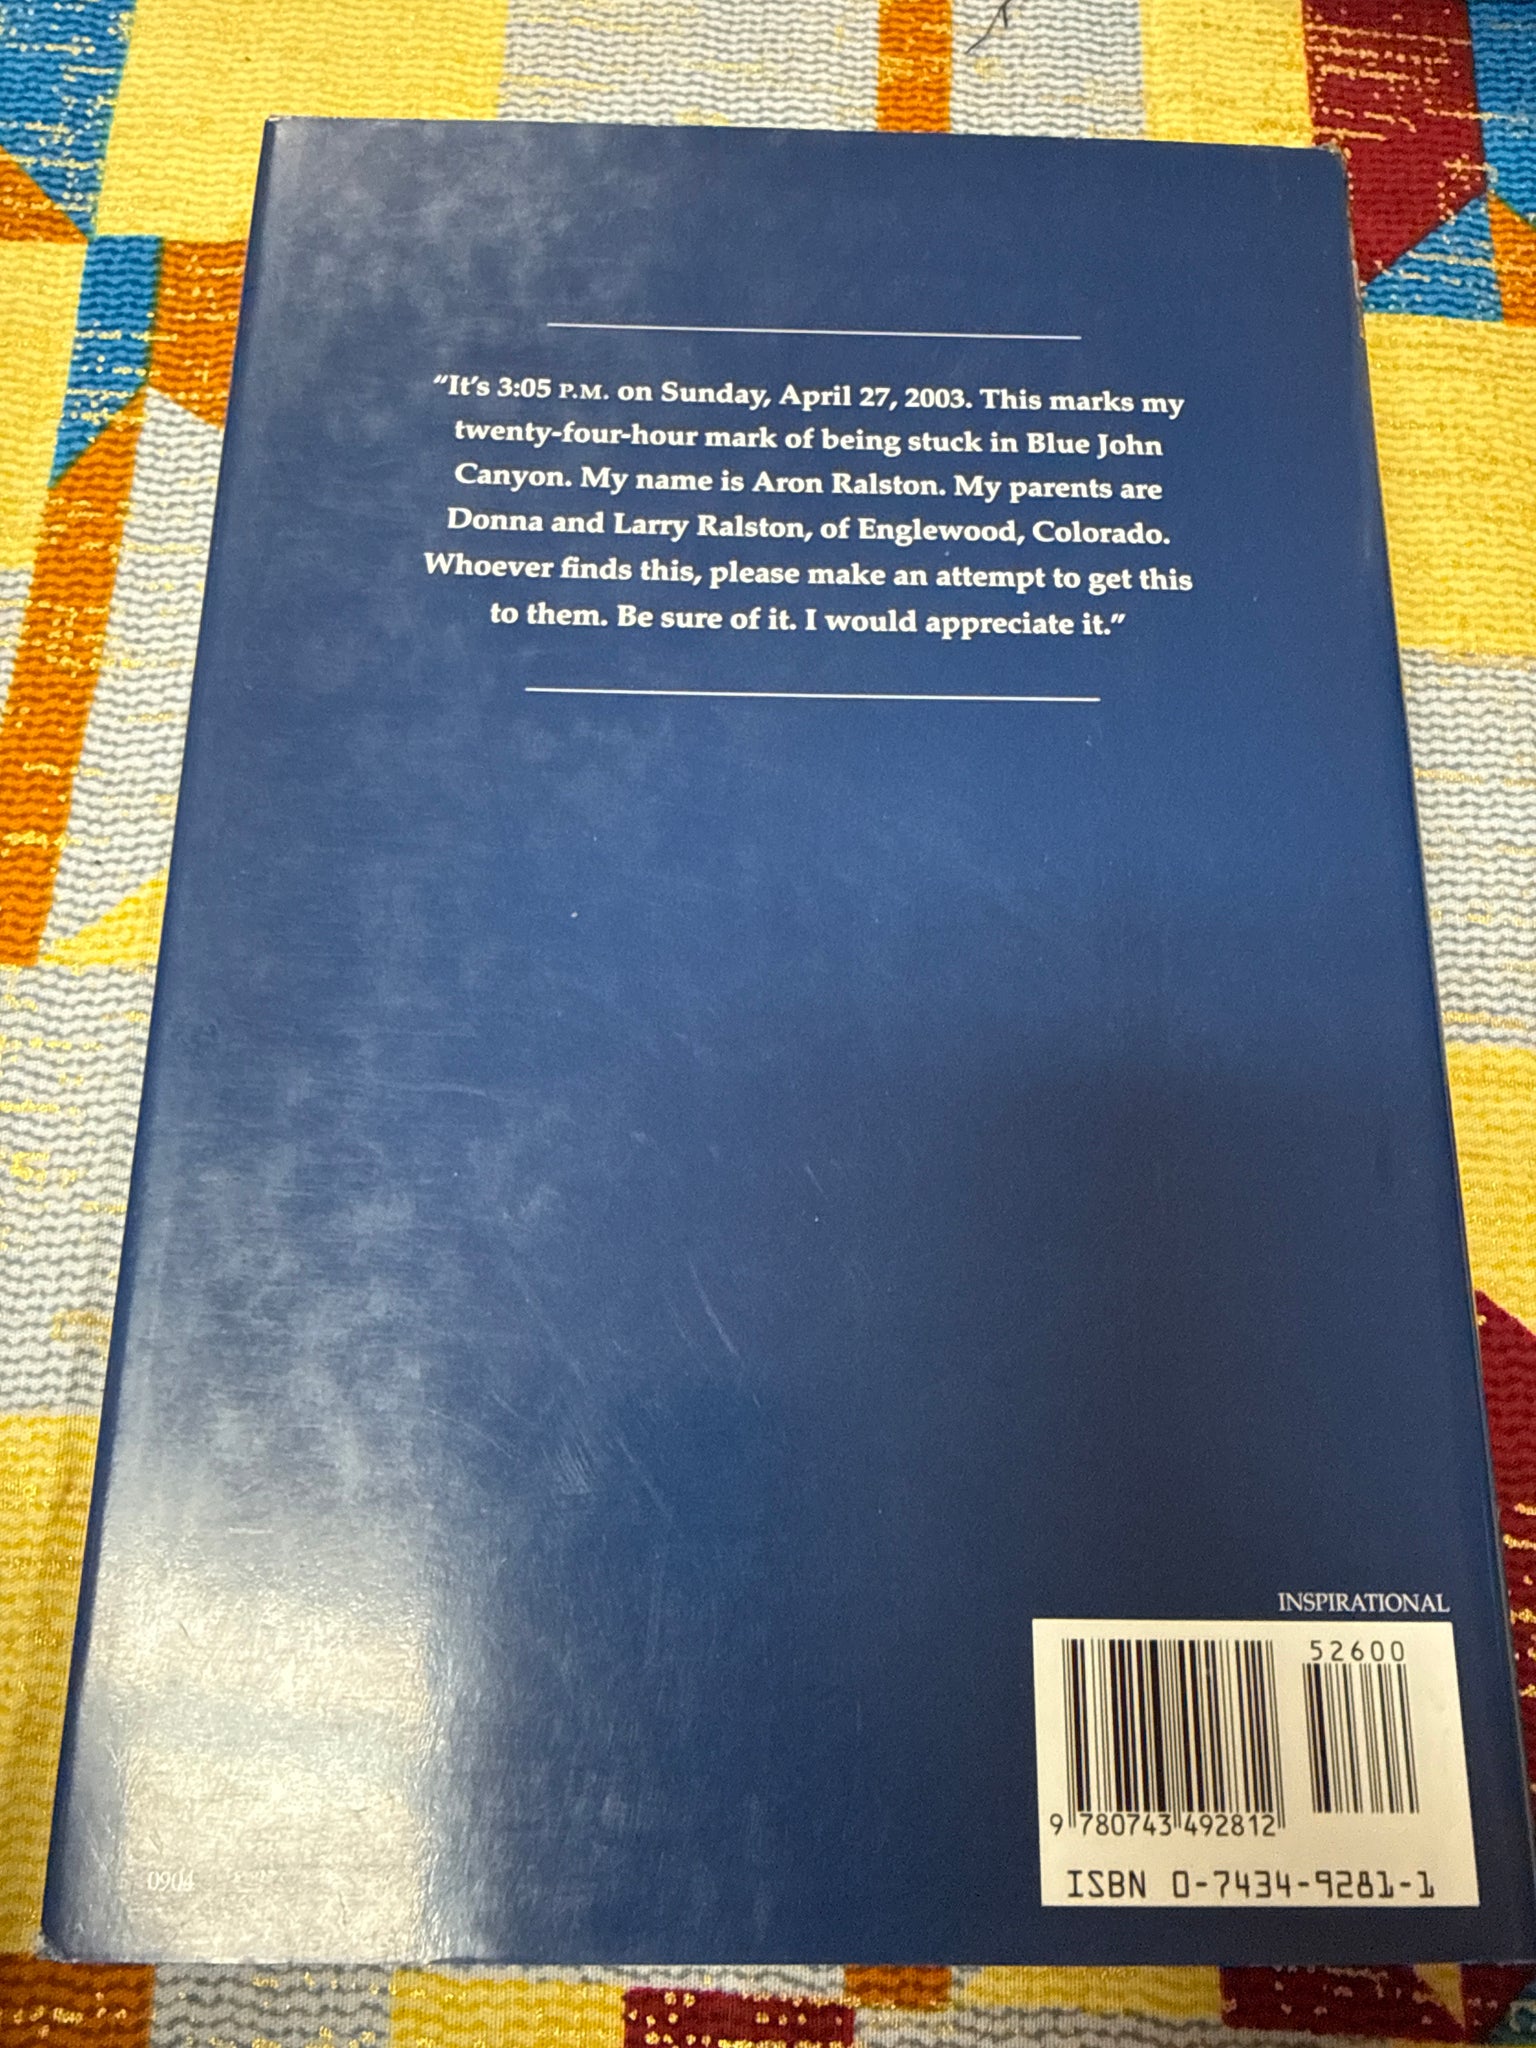 “It’s 3:05 P.M. on Sunday, April 27, 2003. This marks my
twenty-four-hour mark of being stuck in Blue John
Canyon. My name is Aron Ralston. My parents are
Donna and Larry Ralston, of Englewood, Colorado.
Whoever finds this, please make an attempt to get this
to them. Be sure of it. I would appreciate it.”
INSPIRATIONAL
52600
9 780743 492812
ISBN 0-7434-9281-1
0904